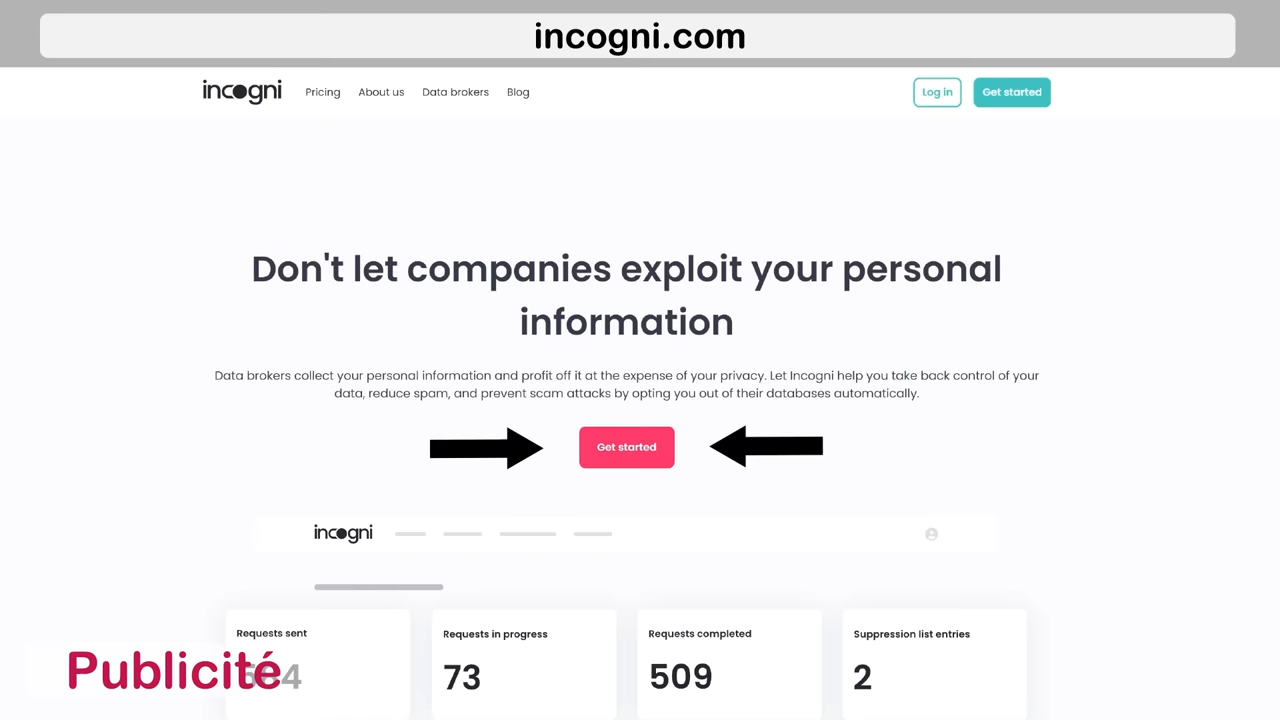 incogni.com
incogni Pricing About us Data brokers Blog Log in Get started
Don't let companies exploit your personal
information
Data brokers collect your personal information and profit off it at the expense of your privacy. Let Incogni help you take back control of your
data, reduce spam, and prevent scam attacks by opting you out of their databases automatically.
Get started
incogni
Requests sent Requests in progress Requests completed Suppression list entries
73 509 2
Publicité